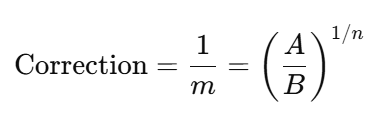 Correction = 1/m = (A/B)^{1/n}